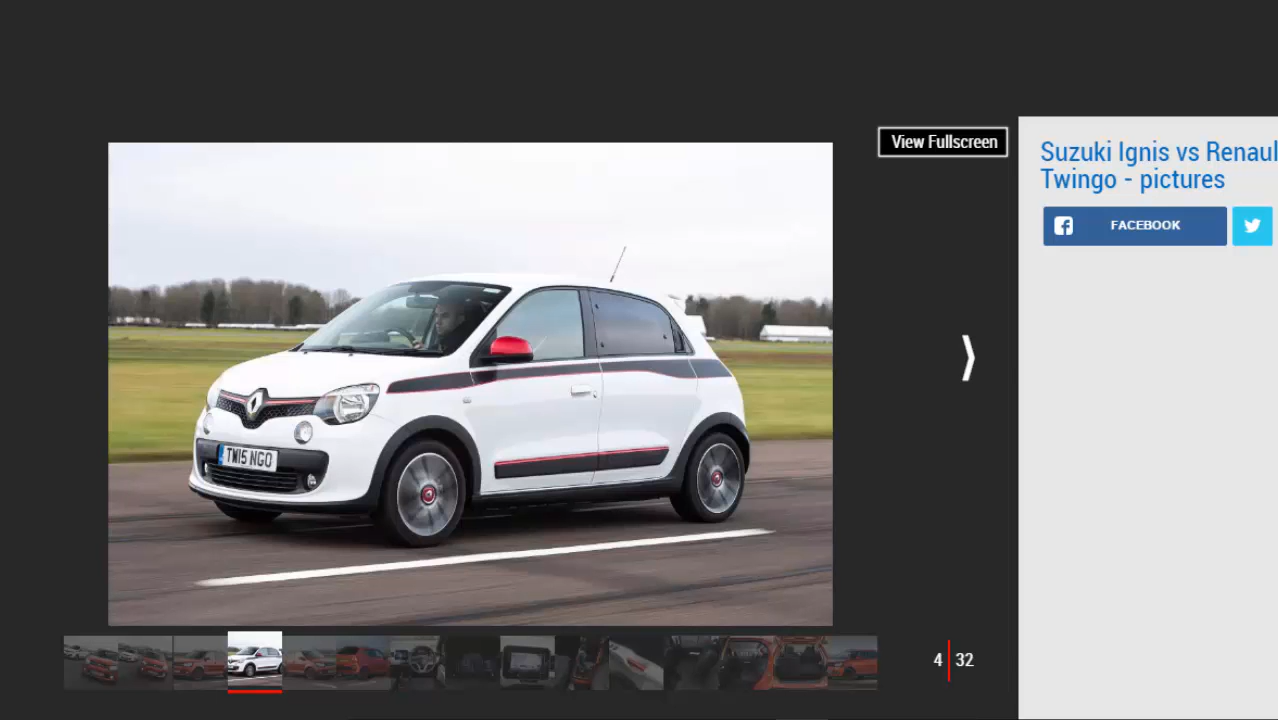 View Fullscreen
Suzuki Ignis vs Renaul
Twingo - pictures
FACEBOOK
TW15 NGO
4 32